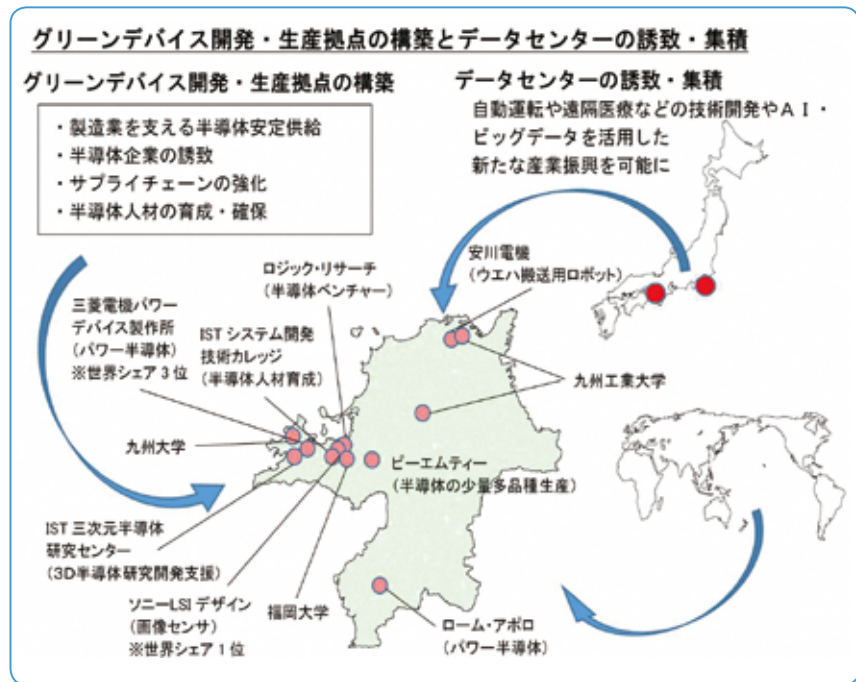 グリーンデバイス開発・生産拠点の構築とデータセンターの誘致・集積
グリーンデバイス開発・生産拠点の構築
・製造業を支える半導体安定供給
・半導体企業の誘致
・サプライチェーンの強化
・半導体人材の育成・確保
データセンターの誘致・集積
自動運転や遠隔医療などの技術開発やＡＩ・
ビッグデータを活用した
新たな産業振興を可能に
安川電機
(ウエハ搬送用ロボット)
ロジック・リサーチ
(半導体ベンチャー)
三菱電機パワー
デバイス製作所
(パワー半導体)
※世界シェア３位
IST システム開発
技術カレッジ
(半導体人材育成)
九州工業大学
九州大学
ピーエムティー
(半導体の少量多品種生産)
IST 三次元半導体
研究センター
(3D半導体研究開発支援)
ソニーLSI デザイン
(画像センサ)
※世界シェア１位
福岡大学
ローム・アポロ
(パワー半導体)